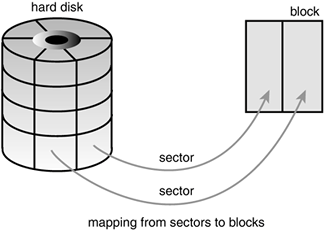 hard disk
block
sector
sector
mapping from sectors to blocks